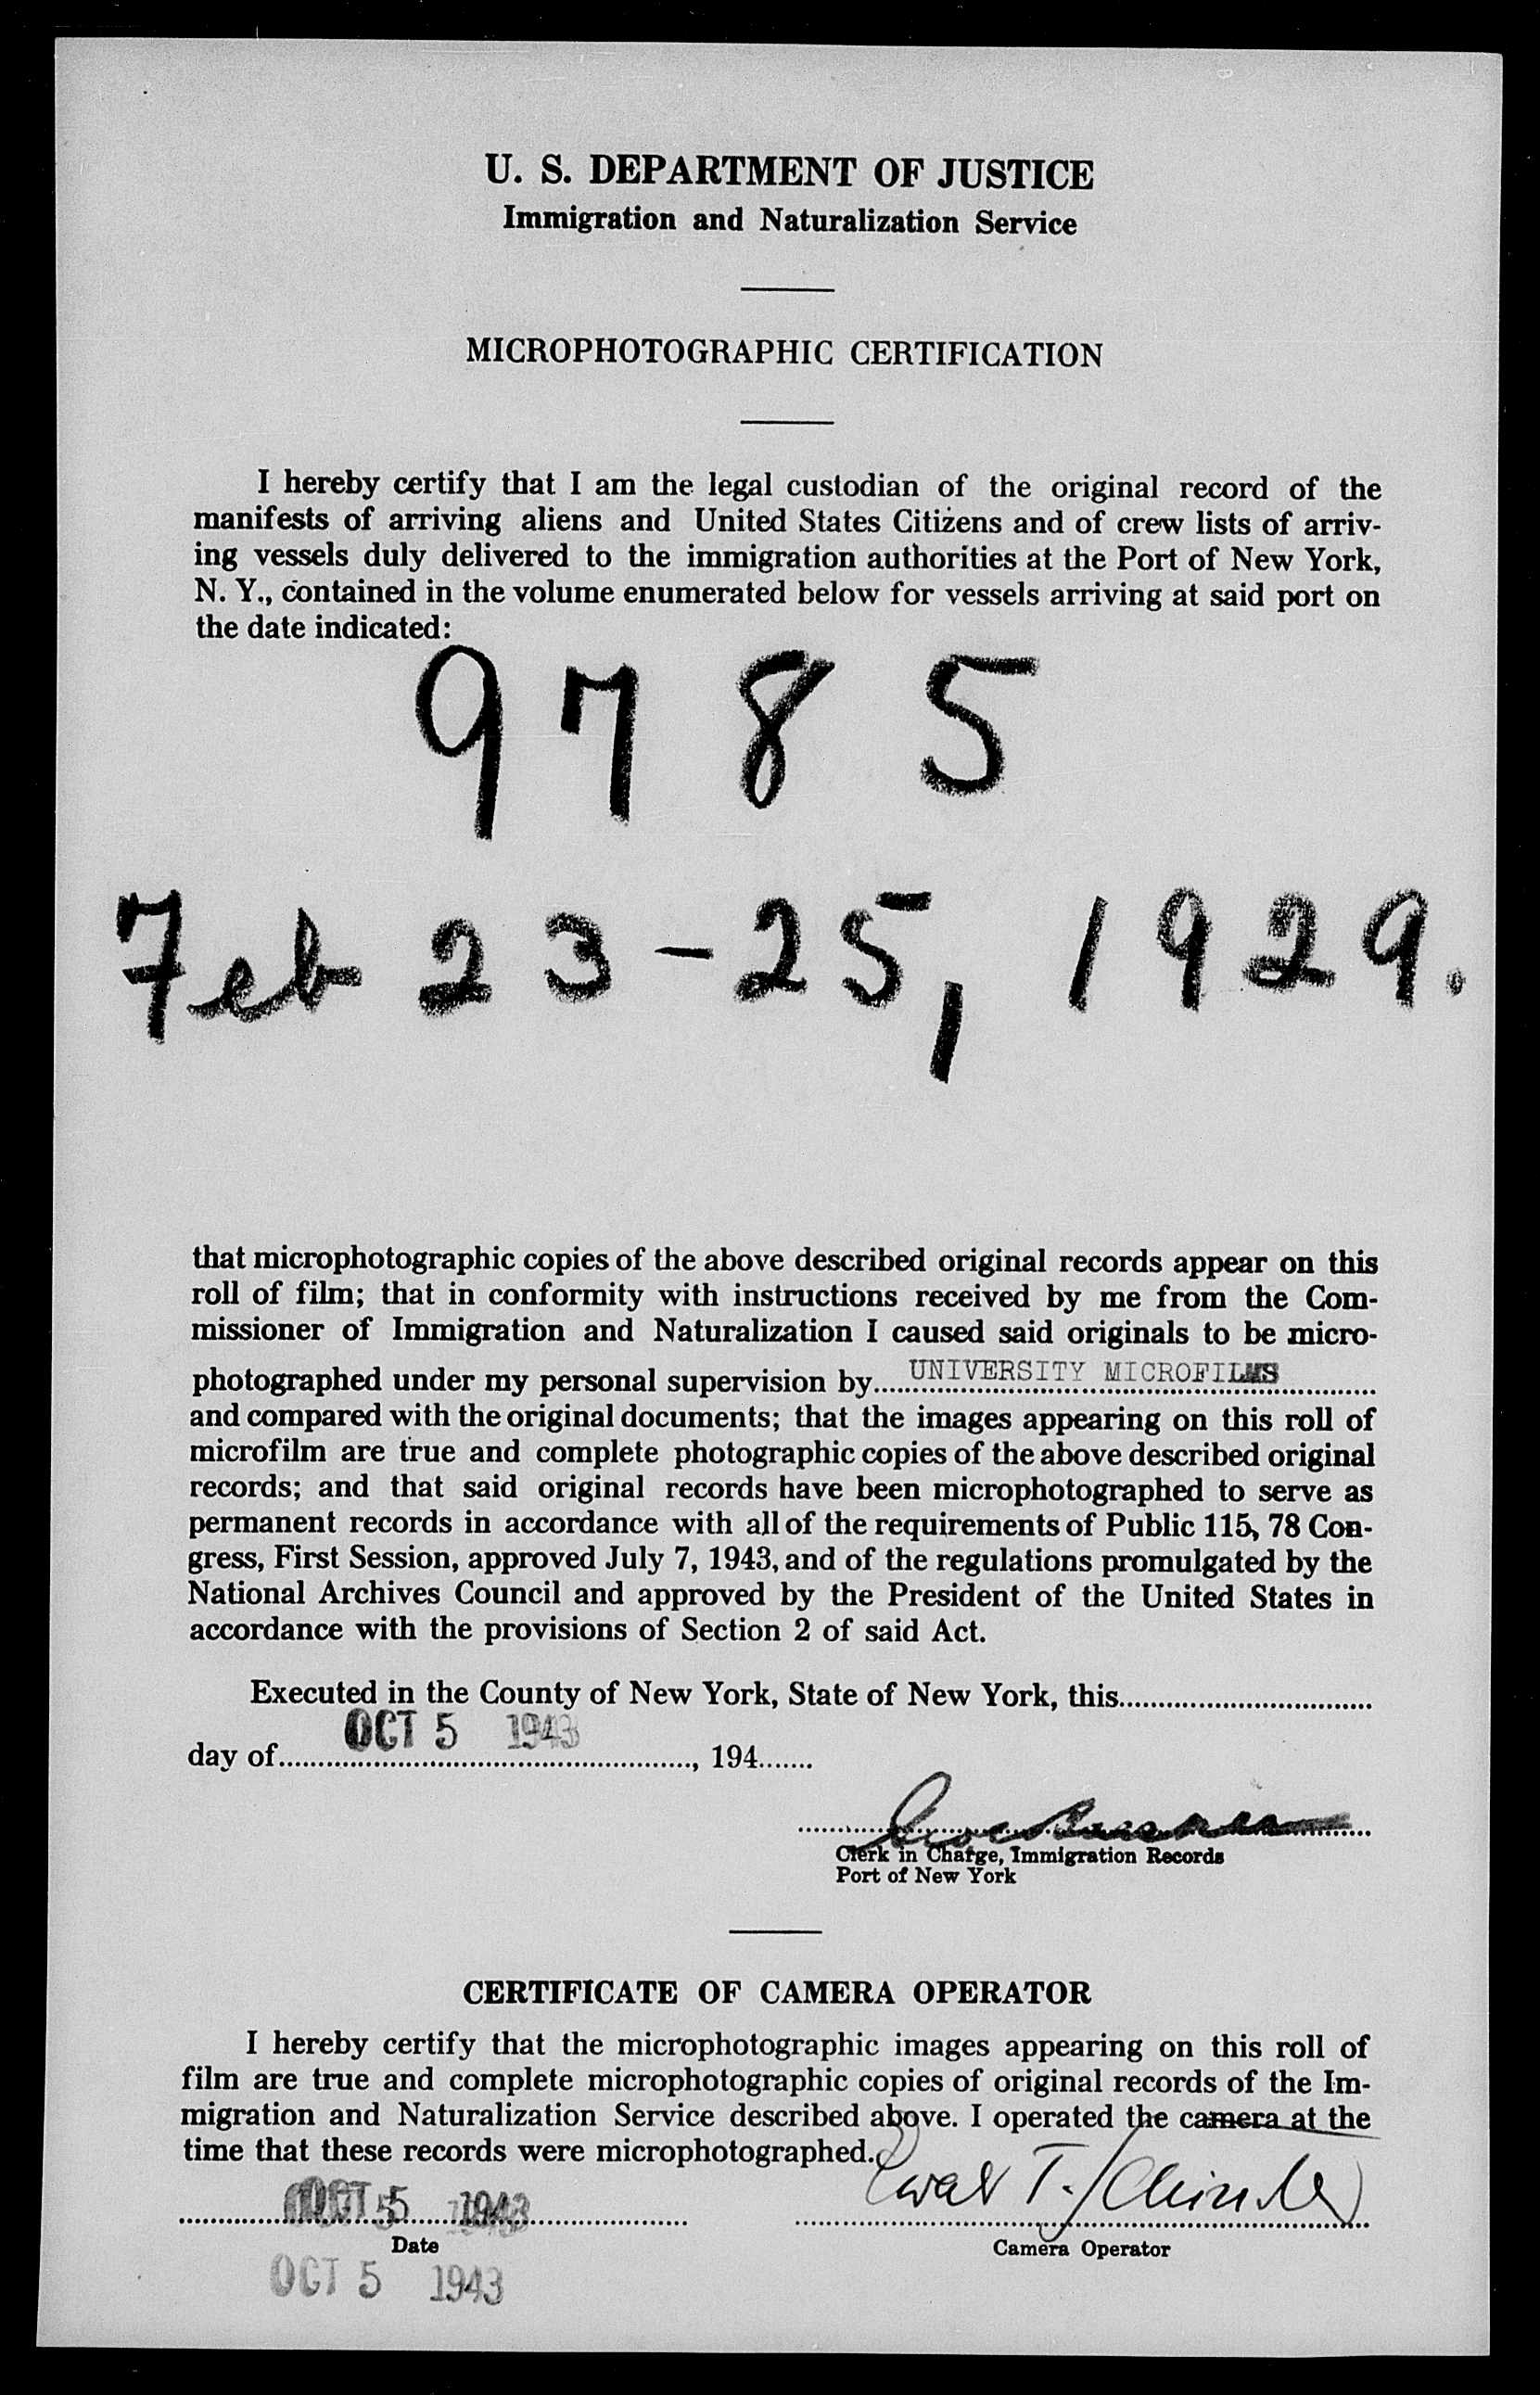 U. S. DEPARTMENT OF JUSTICE
Immigration and Naturalization Service
MICROPHOTOGRAPHIC CERTIFICATION
I hereby certify that I am the legal custodian of the original record of the
manifests of arriving aliens and United States Citizens and of crew lists of arriv-
ing vessels duly delivered to the immigration authorities at the Port of New York,
N. Y., contained in the volume enumerated below for vessels arriving at said port on
the date indicated:
9785
Feb 23-25, 1929.
that microphotographic copies of the above described original records appear on this
roll of film; that in conformity with instructions received by me from the Com-
missioner of Immigration and Naturalization I caused said originals to be micro-
photographed under my personal supervision by UNIVERSITY MICROFILMS
and compared with the original documents; that the images appearing on this roll of
microfilm are true and complete photographic copies of the above described original
records; and that said original records have been microphotographed to serve as
permanent records in accordance with all of the requirements of Public 115, 78 Con-
gress, First Session, approved July 7, 1943, and of the regulations promulgated by the
National Archives Council and approved by the President of the United States in
accordance with the provisions of Section 2 of said Act.
Executed in the County of New York, State of New York, this
day of OCT 5 1943, 194
Clerk in Charge, Immigration Records
Port of New York
CERTIFICATE OF CAMERA OPERATOR
I hereby certify that the microphotographic images appearing on this roll of
film are true and complete microphotographic copies of original records of the Im-
migration and Naturalization Service described above. I operated the camera at the
time that these records were microphotographed.
OCT 5 1943
Date
Camera Operator
OCT 5 1943